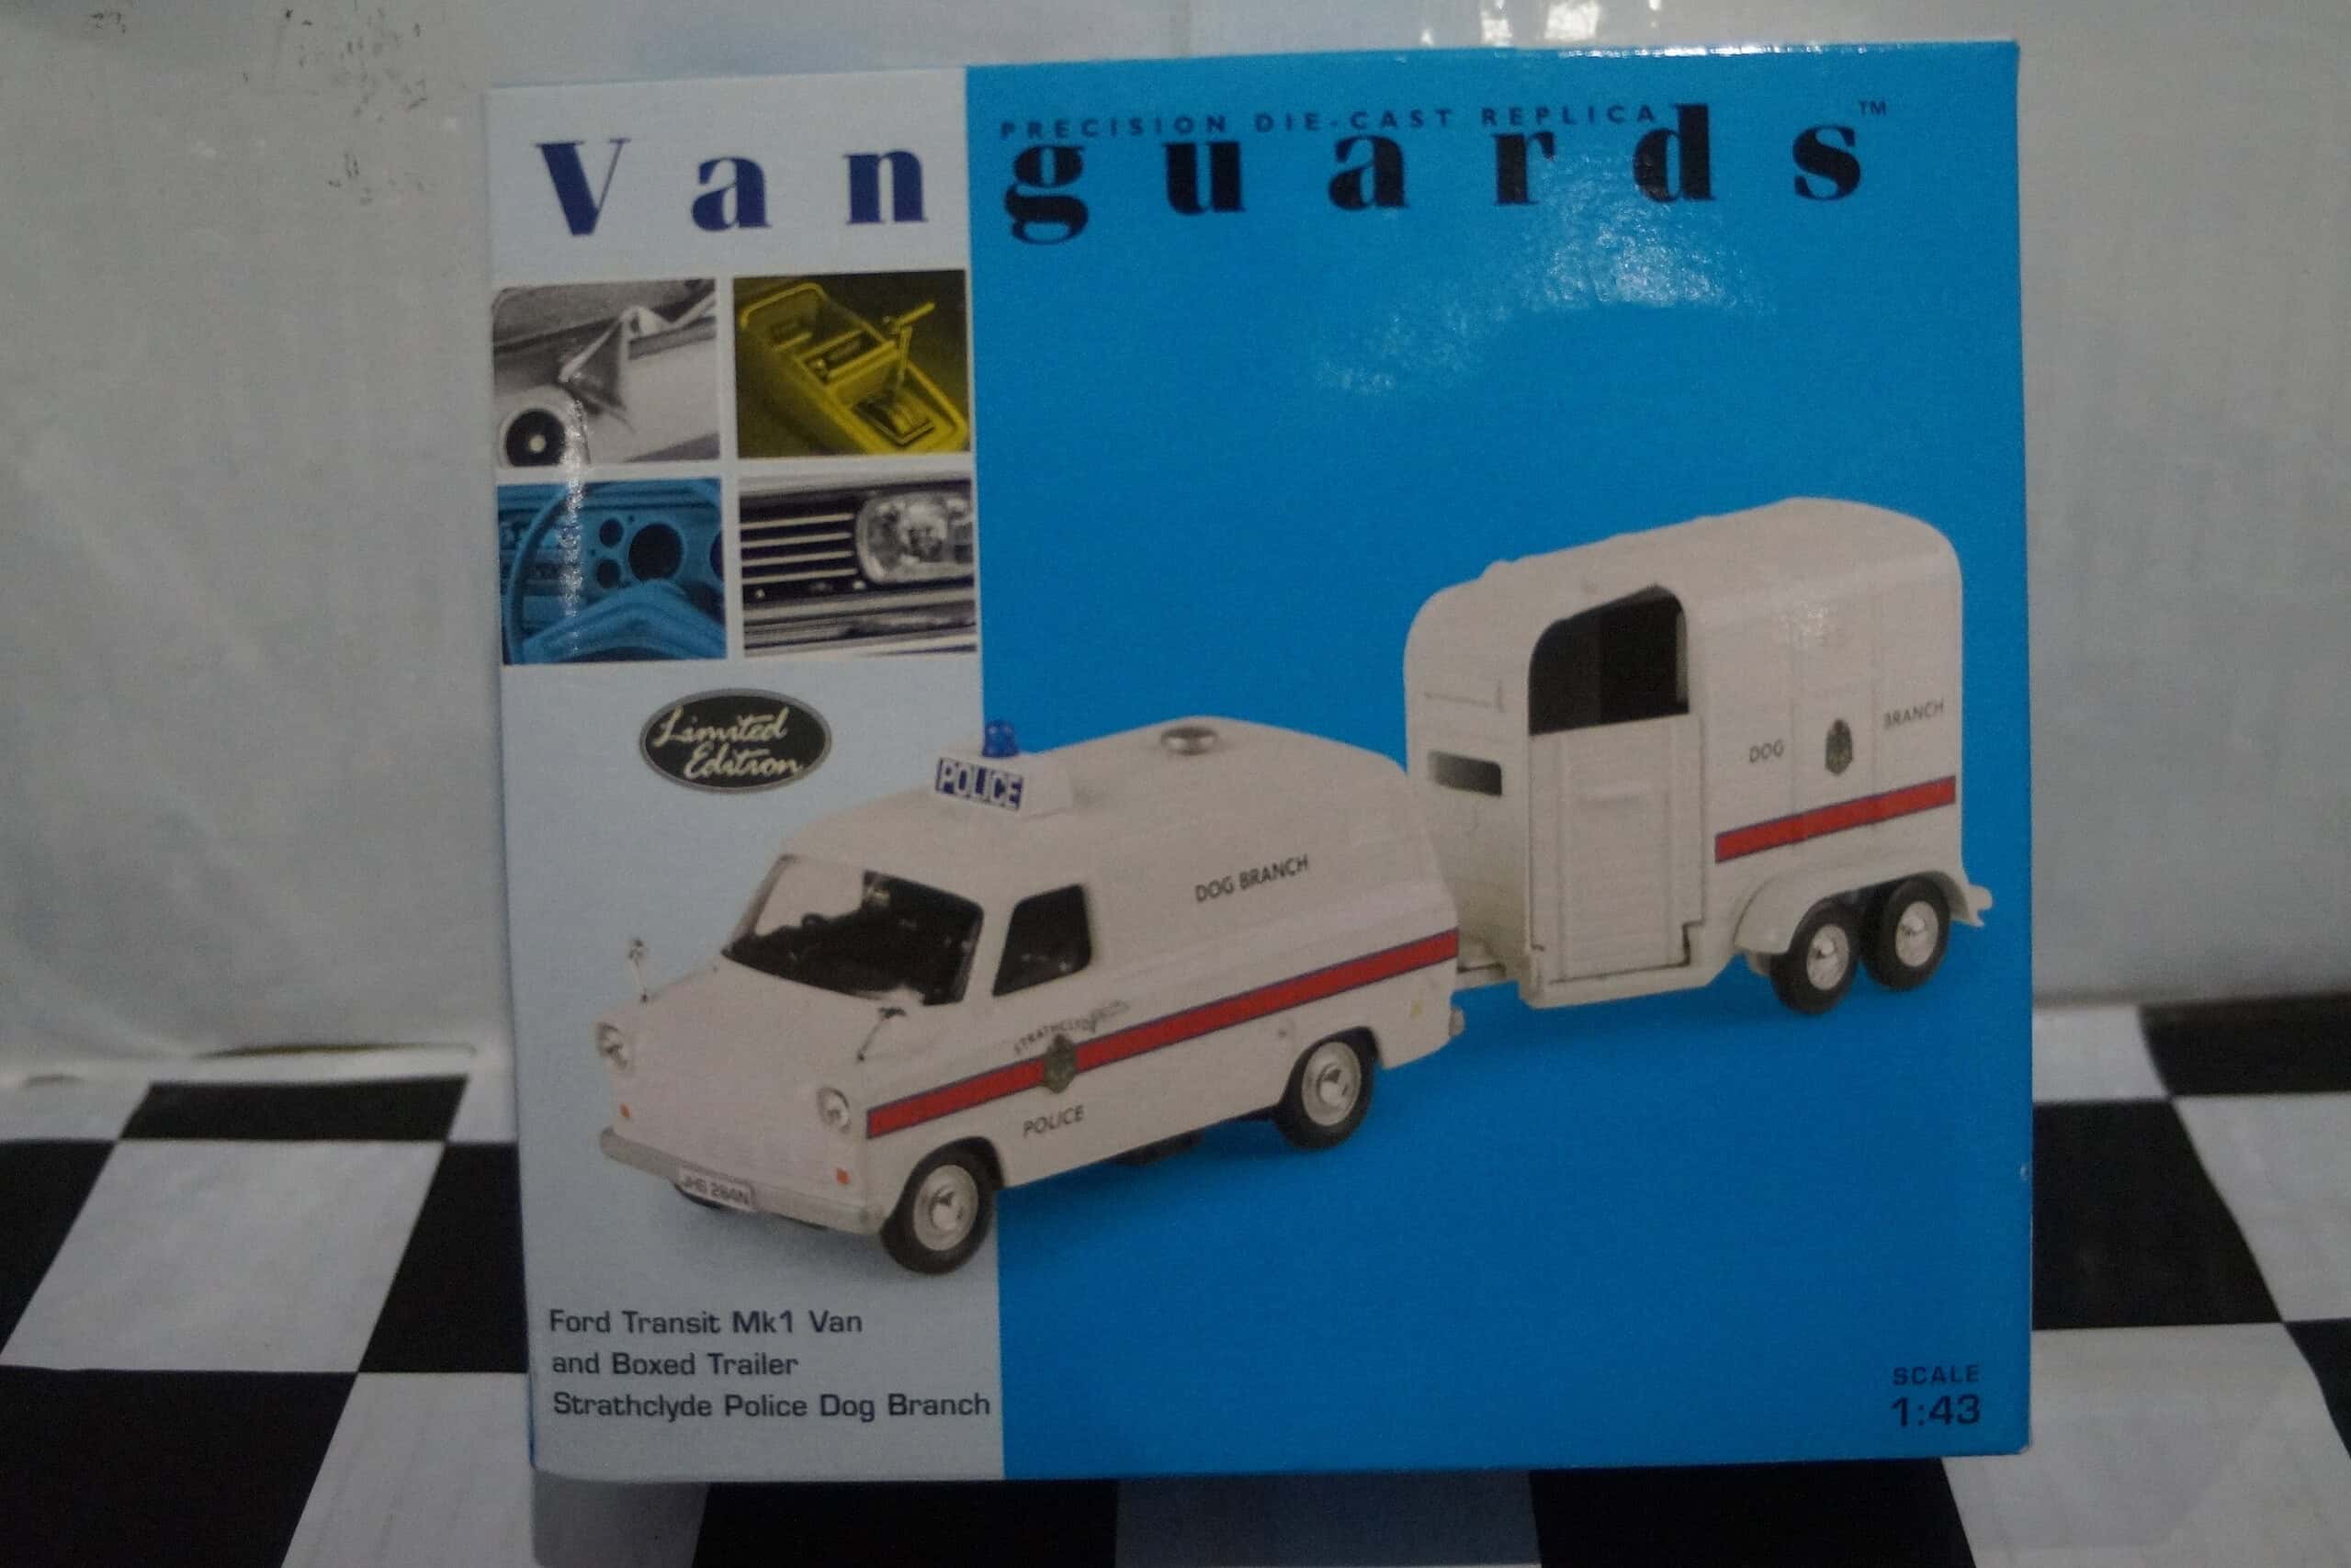 PRECISION DIE-CAST REPLICA
Vanguards™
Limited
Edition
POLICE
DOG BRANCH
DOG BRANCH
STRATHCLYDE
POLICE
Ford Transit Mk1 Van
and Boxed Trailer
Strathclyde Police Dog Branch
SCALE
1:43